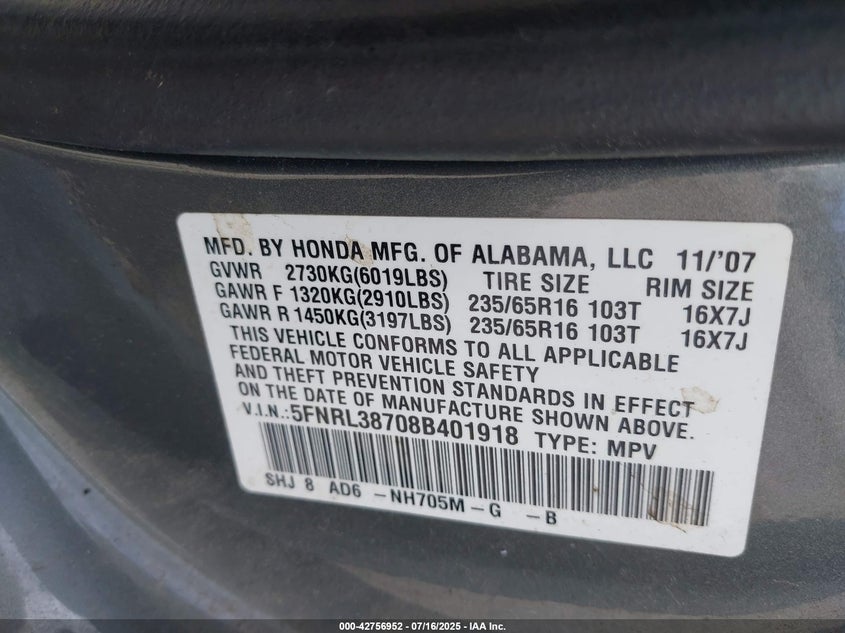 MFD. BY HONDA MFG. OF ALABAMA, LLC 11/'07
GVWR 2730KG(6019LBS) TIRE SIZE RIM SIZE
GAWR F 1320KG(2910LBS) 235/65R16 103T 16X7J
GAWR R 1450KG(3197LBS) 235/65R16 103T 16X7J
THIS VEHICLE CONFORMS TO ALL APPLICABLE
FEDERAL MOTOR VEHICLE SAFETY
AND THEFT PREVENTION STANDARDS IN EFFECT
ON THE DATE OF MANUFACTURE SHOWN ABOVE.
V.I.N.:5FNRL38708B401918 TYPE: MPV
SHJ 8 AD6 -NH705M-G -B
000-42756952 / 07/16/2025 - IAA Inc.